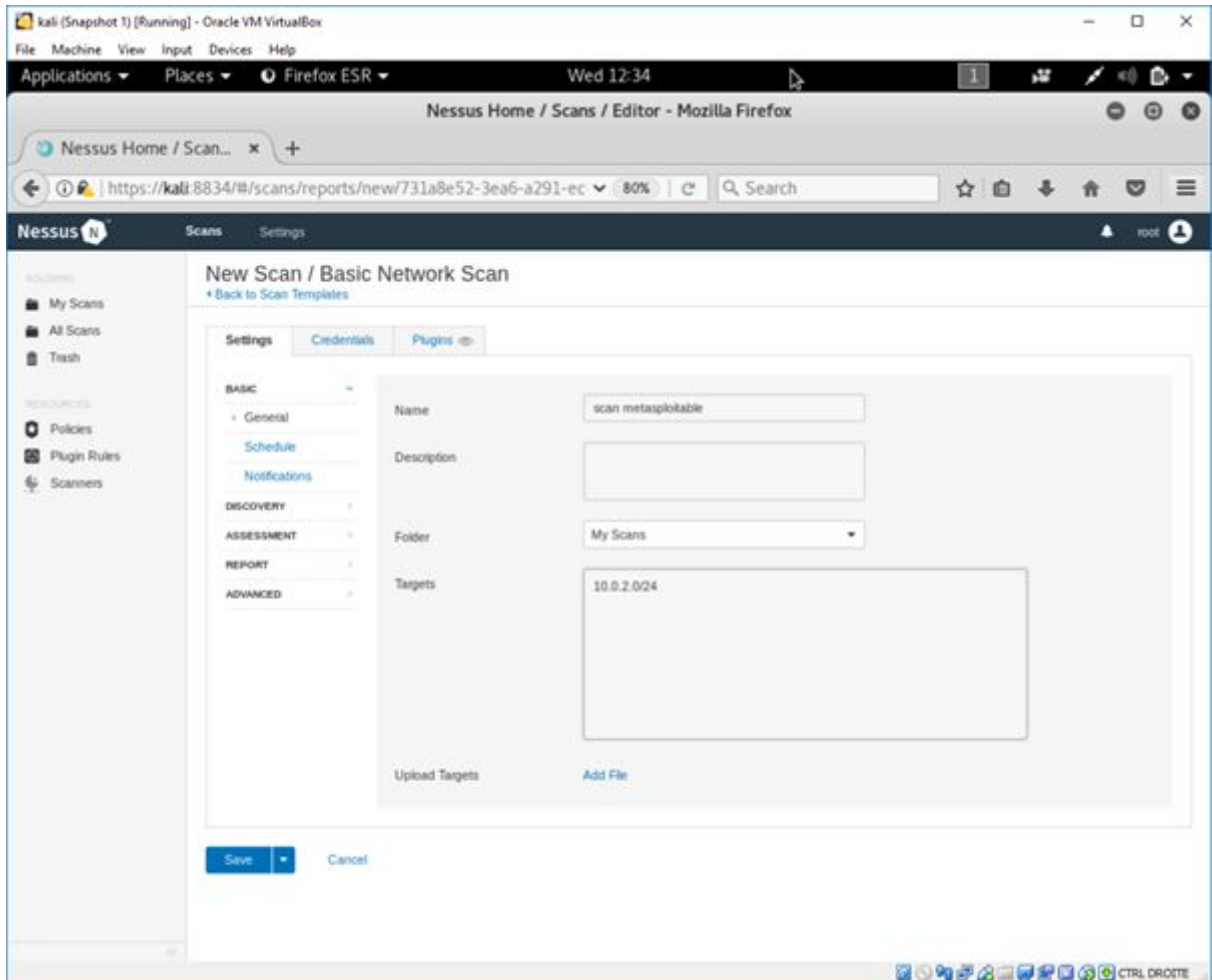 kali (Snapshot 1) [Running] - Oracle VM VirtualBox
File Machine View Input Devices Help
Applications Places Firefox ESR Wed 12:34 1
Nessus Home / Scans / Editor - Mozilla Firefox
Nessus Home / Scan...
https://kali:8834/#/scans/reports/new/731a8e52-3ea6-a291-ec 80% Search
Nessus N Scans Settings root
FOLDERS
My Scans
All Scans
Trash
RESOURCES
Policies
Plugin Rules
Scanners
New Scan / Basic Network Scan
Back to Scan Templates
Settings Credentials Plugins
BASIC
General
Schedule
Notifications
DISCOVERY
ASSESSMENT
REPORT
ADVANCED
Name scan metasploitable
Description
Folder My Scans
Targets 10.0.2.0/24
Upload Targets Add File
Save Cancel
CTRL DROITE